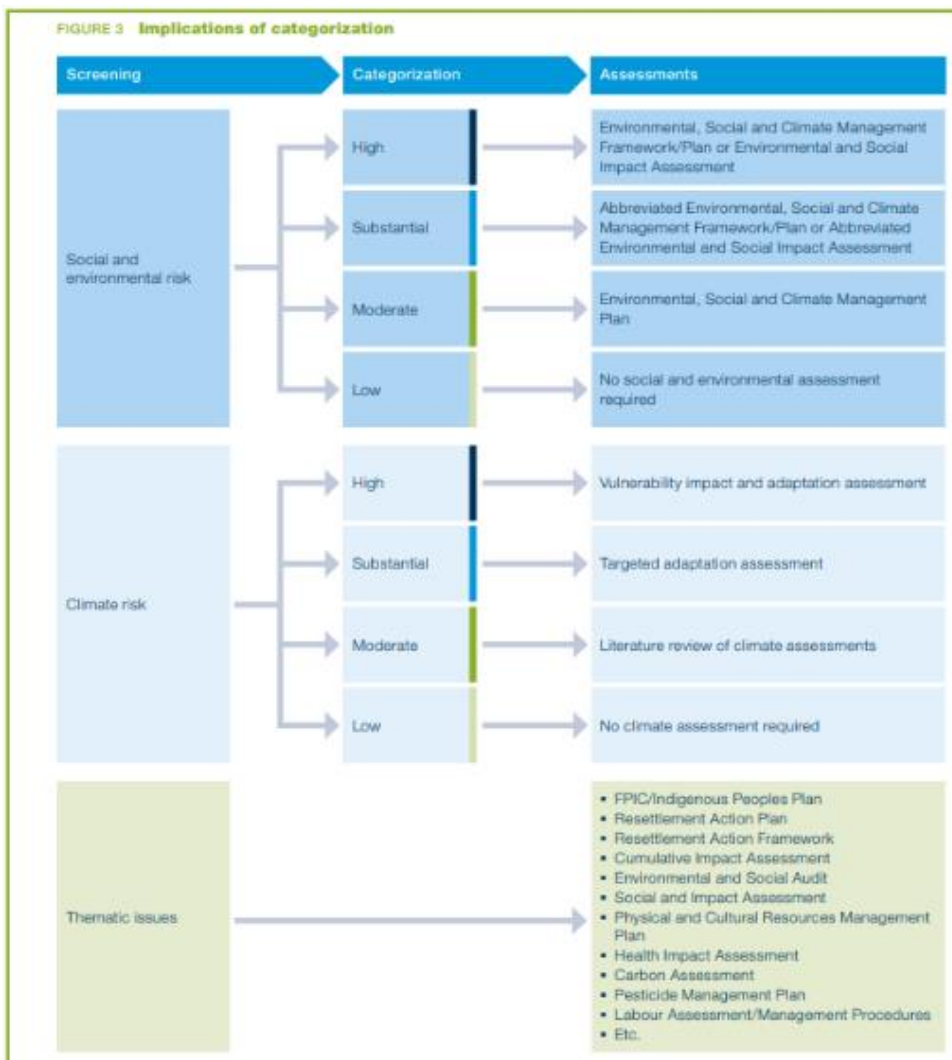 FIGURE 3 Implications of categorization
Screening
Categorization
Assessments
Social and
environmental risk
High
Environmental, Social and Climate Management
Framework/Plan or Environmental and Social
Impact Assessment
Substantial
Abbreviated Environmental, Social and Climate
Management Framework/Plan or Abbreviated
Environmental and Social Impact Assessment
Moderate
Environmental, Social and Climate Management
Plan
Low
No social and environmental assessment
required
Climate risk
High
Vulnerability impact and adaptation assessment
Substantial
Targeted adaptation assessment
Moderate
Literature review of climate assessments
Low
No climate assessment required
Thematic issues
• FPIC/Indigenous Peoples Plan
• Resettlement Action Plan
• Resettlement Action Framework
• Cumulative Impact Assessment
• Environmental and Social Audit
• Social and Impact Assessment
• Physical and Cultural Resources Management
Plan
• Health Impact Assessment
• Carbon Assessment
• Pesticide Management Plan
• Labour Assessment/Management Procedures
• Etc.